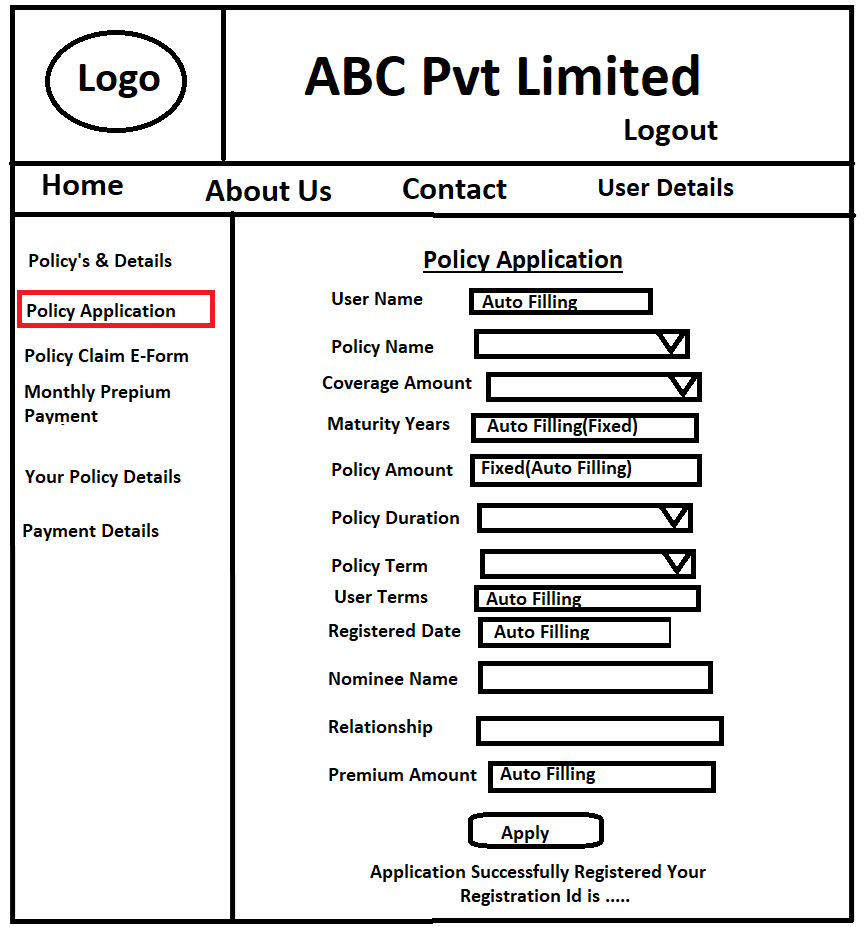 Logo
ABC Pvt Limited
Logout
Home
About Us
Contact
User Details
Policy's & Details
Policy Application
Policy Claim E-Form
Monthly Prepium
Payment
Your Policy Details
Payment Details
Policy Application
User Name
Auto Filling
Policy Name
Coverage Amount
Maturity Years
Auto Filling(Fixed)
Policy Amount
Fixed(Auto Filling)
Policy Duration
Policy Term
User Terms
Auto Filling
Registered Date
Auto Filling
Nominee Name
Relationship
Premium Amount
Auto Filling
Apply
Application Successfully Registered Your
Registration Id is .....